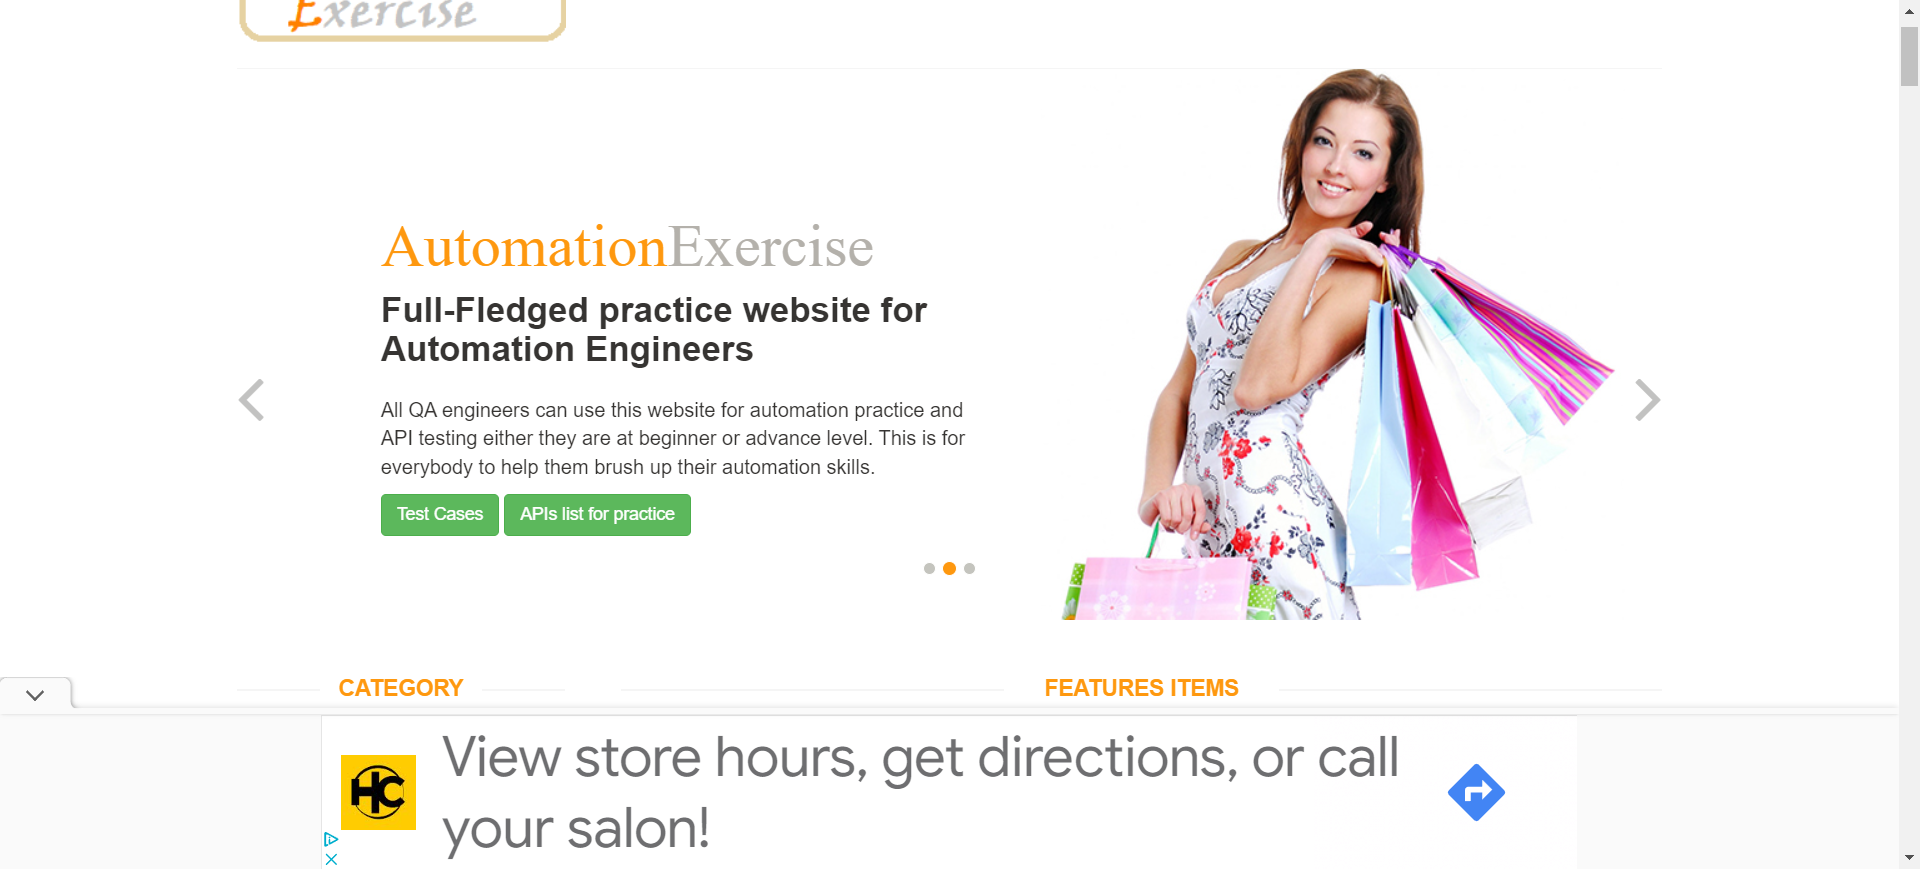 Exercise
AutomationExercise
Full-Fledged practice website for
Automation Engineers
All QA engineers can use this website for automation practice and
API testing either they are at beginner or advance level. This is for
everybody to help them brush up their automation skills.
Test Cases
APIs list for practice
CATEGORY
FEATURES ITEMS
HC
View store hours, get directions, or call
your salon!